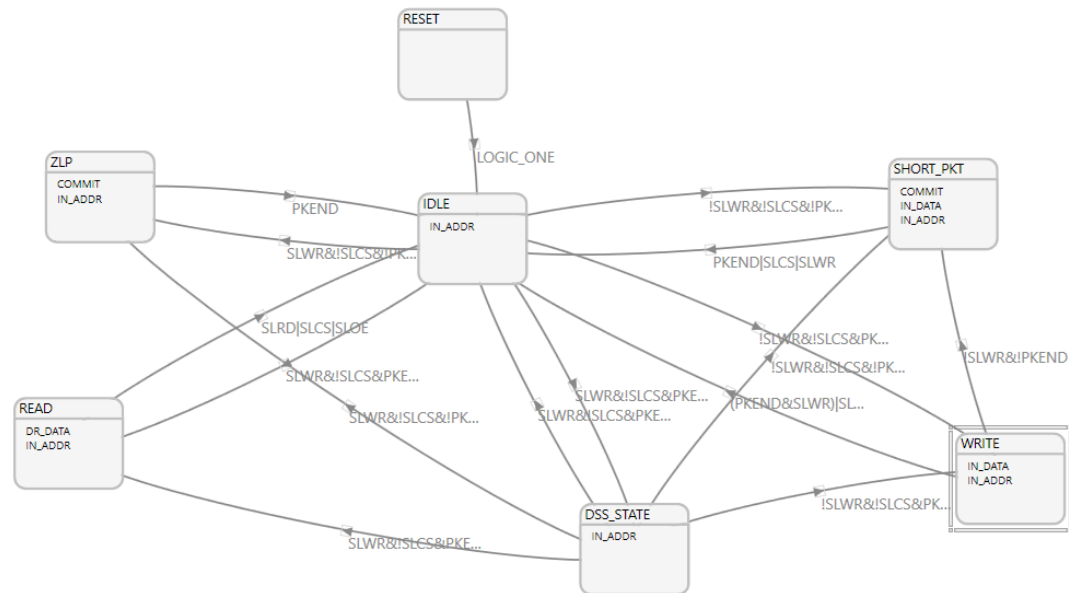 RESET
LOGIC_ONE
ZLP
COMMIT
IN_ADDR
PKEND
IDLE
IN_ADDR
!SLWR&!SLCS&!PK...
SHORT_PKT
COMMIT
IN_DATA
IN_ADDR
SLWR&!SLCS&!PK...
PKEND|SLCS|SLWR
SLRD|SLCS|SLOE
!SLWR&!SLCS&PK...
!SLWR&!PKEND
SLWR&!SLCS&PKE...
!SLWR&!SLCS&!PK...
READ
DR_DATA
IN_ADDR
SLWR&!SLCS&!PK...
SLWR&!SLCS&PKE...
SLWR&!SLCS&PKE...
(PKEND&SLWR)|SL...
WRITE
IN_DATA
IN_ADDR
DSS_STATE
IN_ADDR
!SLWR&!SLCS&PK...
SLWR&!SLCS&PKE...